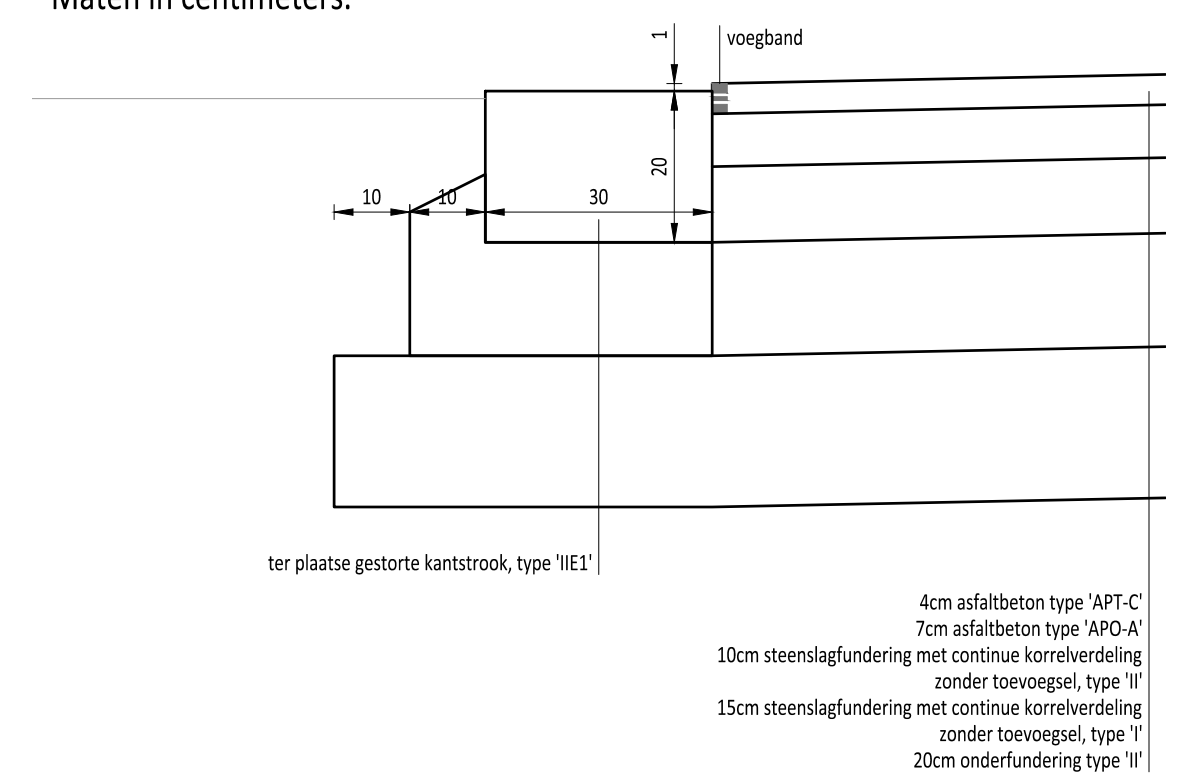 Maten in centimeters.
1
voegband
20
10
10
30
ter plaatse gestorte kantstrook, type 'IIE1'
4cm asfaltbeton type 'APT-C'
7cm asfaltbeton type 'APO-A'
10cm steenslagfundering met continue korrelverdeling
zonder toevoegsel, type 'II'
15cm steenslagfundering met continue korrelverdeling
zonder toevoegsel, type 'I'
20cm onderfundering type 'II'